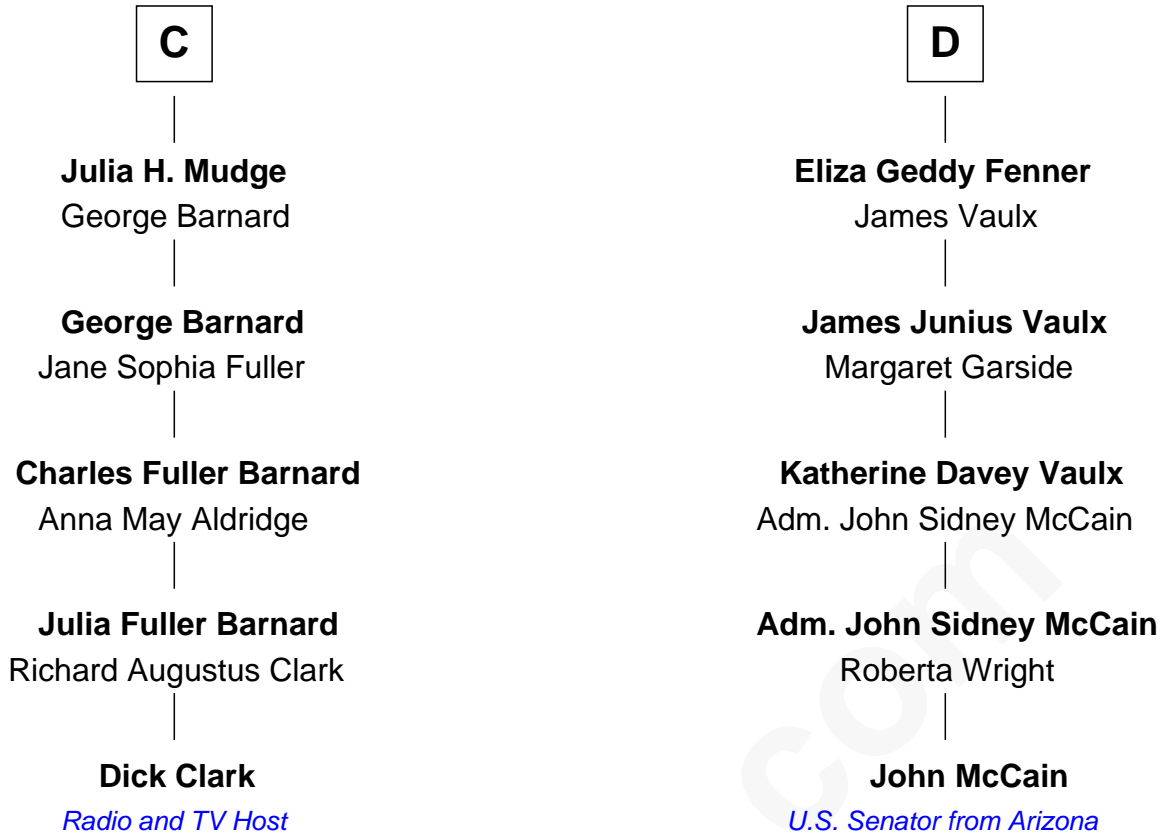 C
Julia H. Mudge
George Barnard
George Barnard
Jane Sophia Fuller
Charles Fuller Barnard
Anna May Aldridge
Julia Fuller Barnard
Richard Augustus Clark
Dick Clark
Radio and TV Host
D
Eliza Geddy Fenner
James Vaulx
James Junius Vaulx
Margaret Garside
Katherine Davey Vaulx
Adm. John Sidney McCain
Adm. John Sidney McCain
Roberta Wright
John McCain
U.S. Senator from Arizona
com